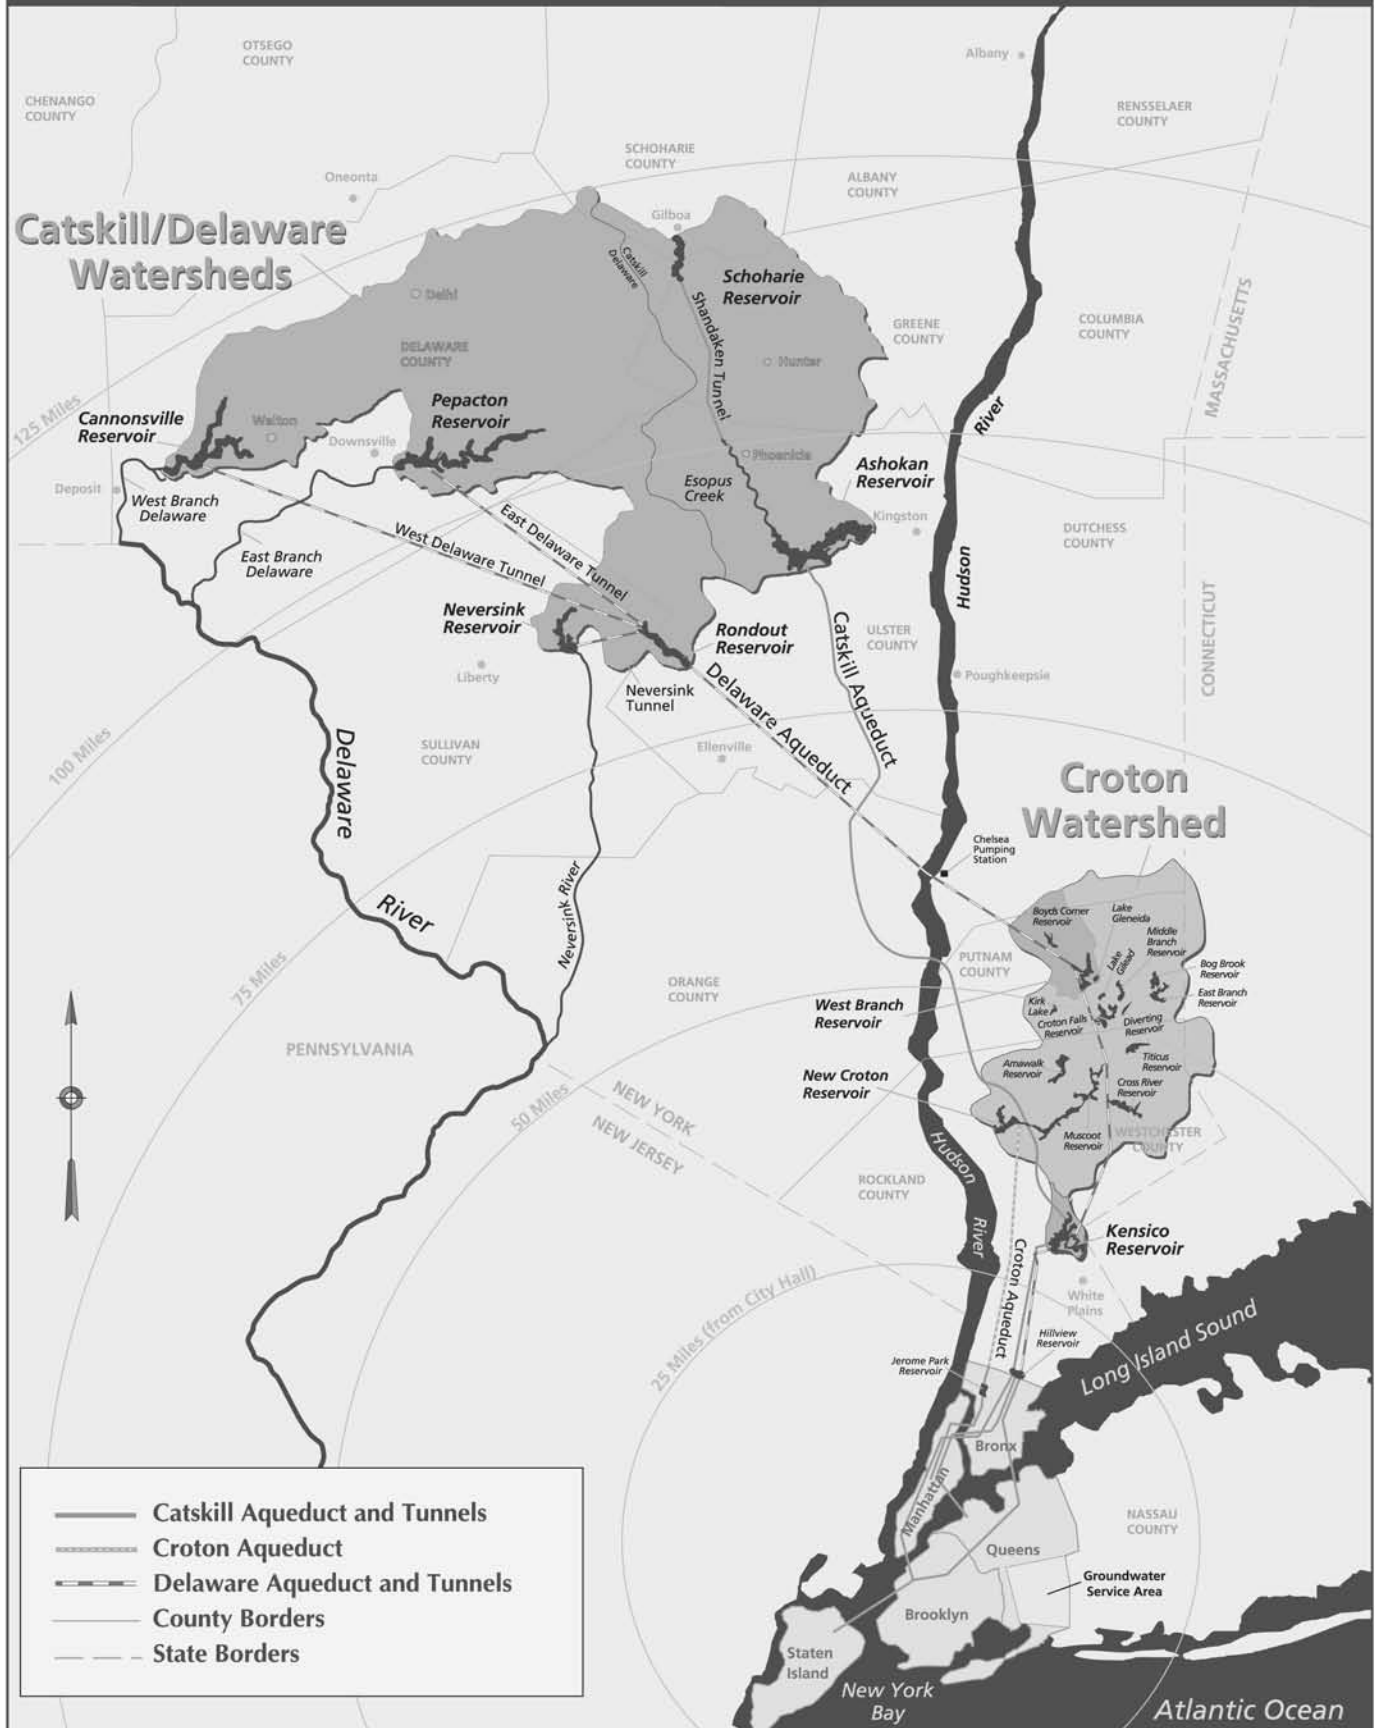 OTSEGO
COUNTY
Albany
CHENANGO
COUNTY
RENSSELAER
COUNTY
SCHOHARIE
COUNTY
ALBANY
COUNTY
Oneonta
Catskill/Delaware
Watersheds
Gilboa
Catskill
Delaware
Schoharie
Reservoir
Delhi
Shandaken Tunnel
GREENE
COUNTY
COLUMBIA
COUNTY
MASSACHUSETTS
DELAWARE
COUNTY
Hunter
125 Miles
Cannonsville
Reservoir
Pepacton
Reservoir
Walton
Downsville
River
Phoenicia
Ashokan
Reservoir
Deposit
West Branch
Delaware
Esopus
Creek
Kingston
DUTCHESS
COUNTY
East Delaware Tunnel
West Delaware Tunnel
East Branch
Delaware
Hudson
CONNECTICUT
Neversink
Reservoir
Rondout
Reservoir
ULSTER
COUNTY
Catskill Aqueduct
Liberty
Neversink
Tunnel
Delaware Aqueduct
Poughkeepsie
100 Miles
SULLIVAN
COUNTY
Ellenville
Delaware
Croton
Watershed
Chelsea
Pumping
Station
River
Neversink River
Boyds Corner
Reservoir
Lake
Gleneida
Middle
Branch
Reservoir
Lake
Gilead
Bog Brook
Reservoir
East Branch
Reservoir
75 Miles
PUTNAM
COUNTY
ORANGE
COUNTY
West Branch
Reservoir
Kirk
Lake
Croton Falls
Reservoir
Diverting
Reservoir
PENNSYLVANIA
Amawalk
Reservoir
Titicus
Reservoir
New Croton
Reservoir
Cross River
Reservoir
50 Miles
NEW YORK
NEW JERSEY
Muscoot
Reservoir
WESTCHESTER
COUNTY
Hudson
River
ROCKLAND
COUNTY
Kensico
Reservoir
Croton Aqueduct
White
Plains
25 Miles (from City Hall)
Hillview
Reservoir
Long Island Sound
Jerome Park
Reservoir
Bronx
Manhattan
Catskill Aqueduct and Tunnels
Croton Aqueduct
Delaware Aqueduct and Tunnels
County Borders
State Borders
NASSAU
COUNTY
Queens
Groundwater
Service Area
Brooklyn
Staten
Island
New York
Bay
Atlantic Ocean